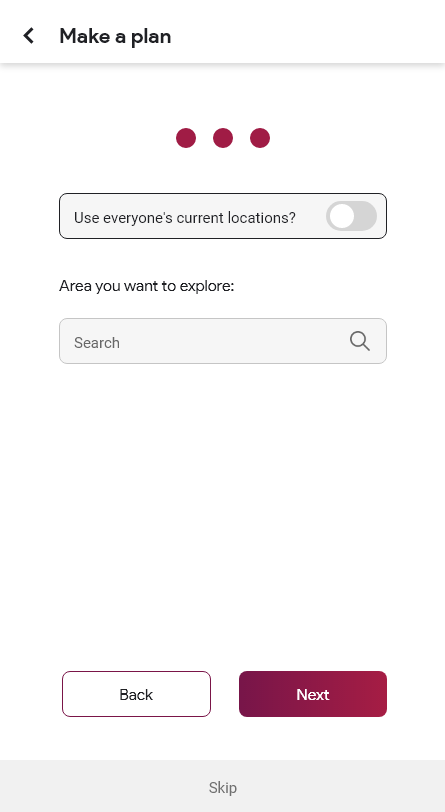 Make a plan
Use everyone's current locations?
Area you want to explore:
Search
Back
Next
Skip